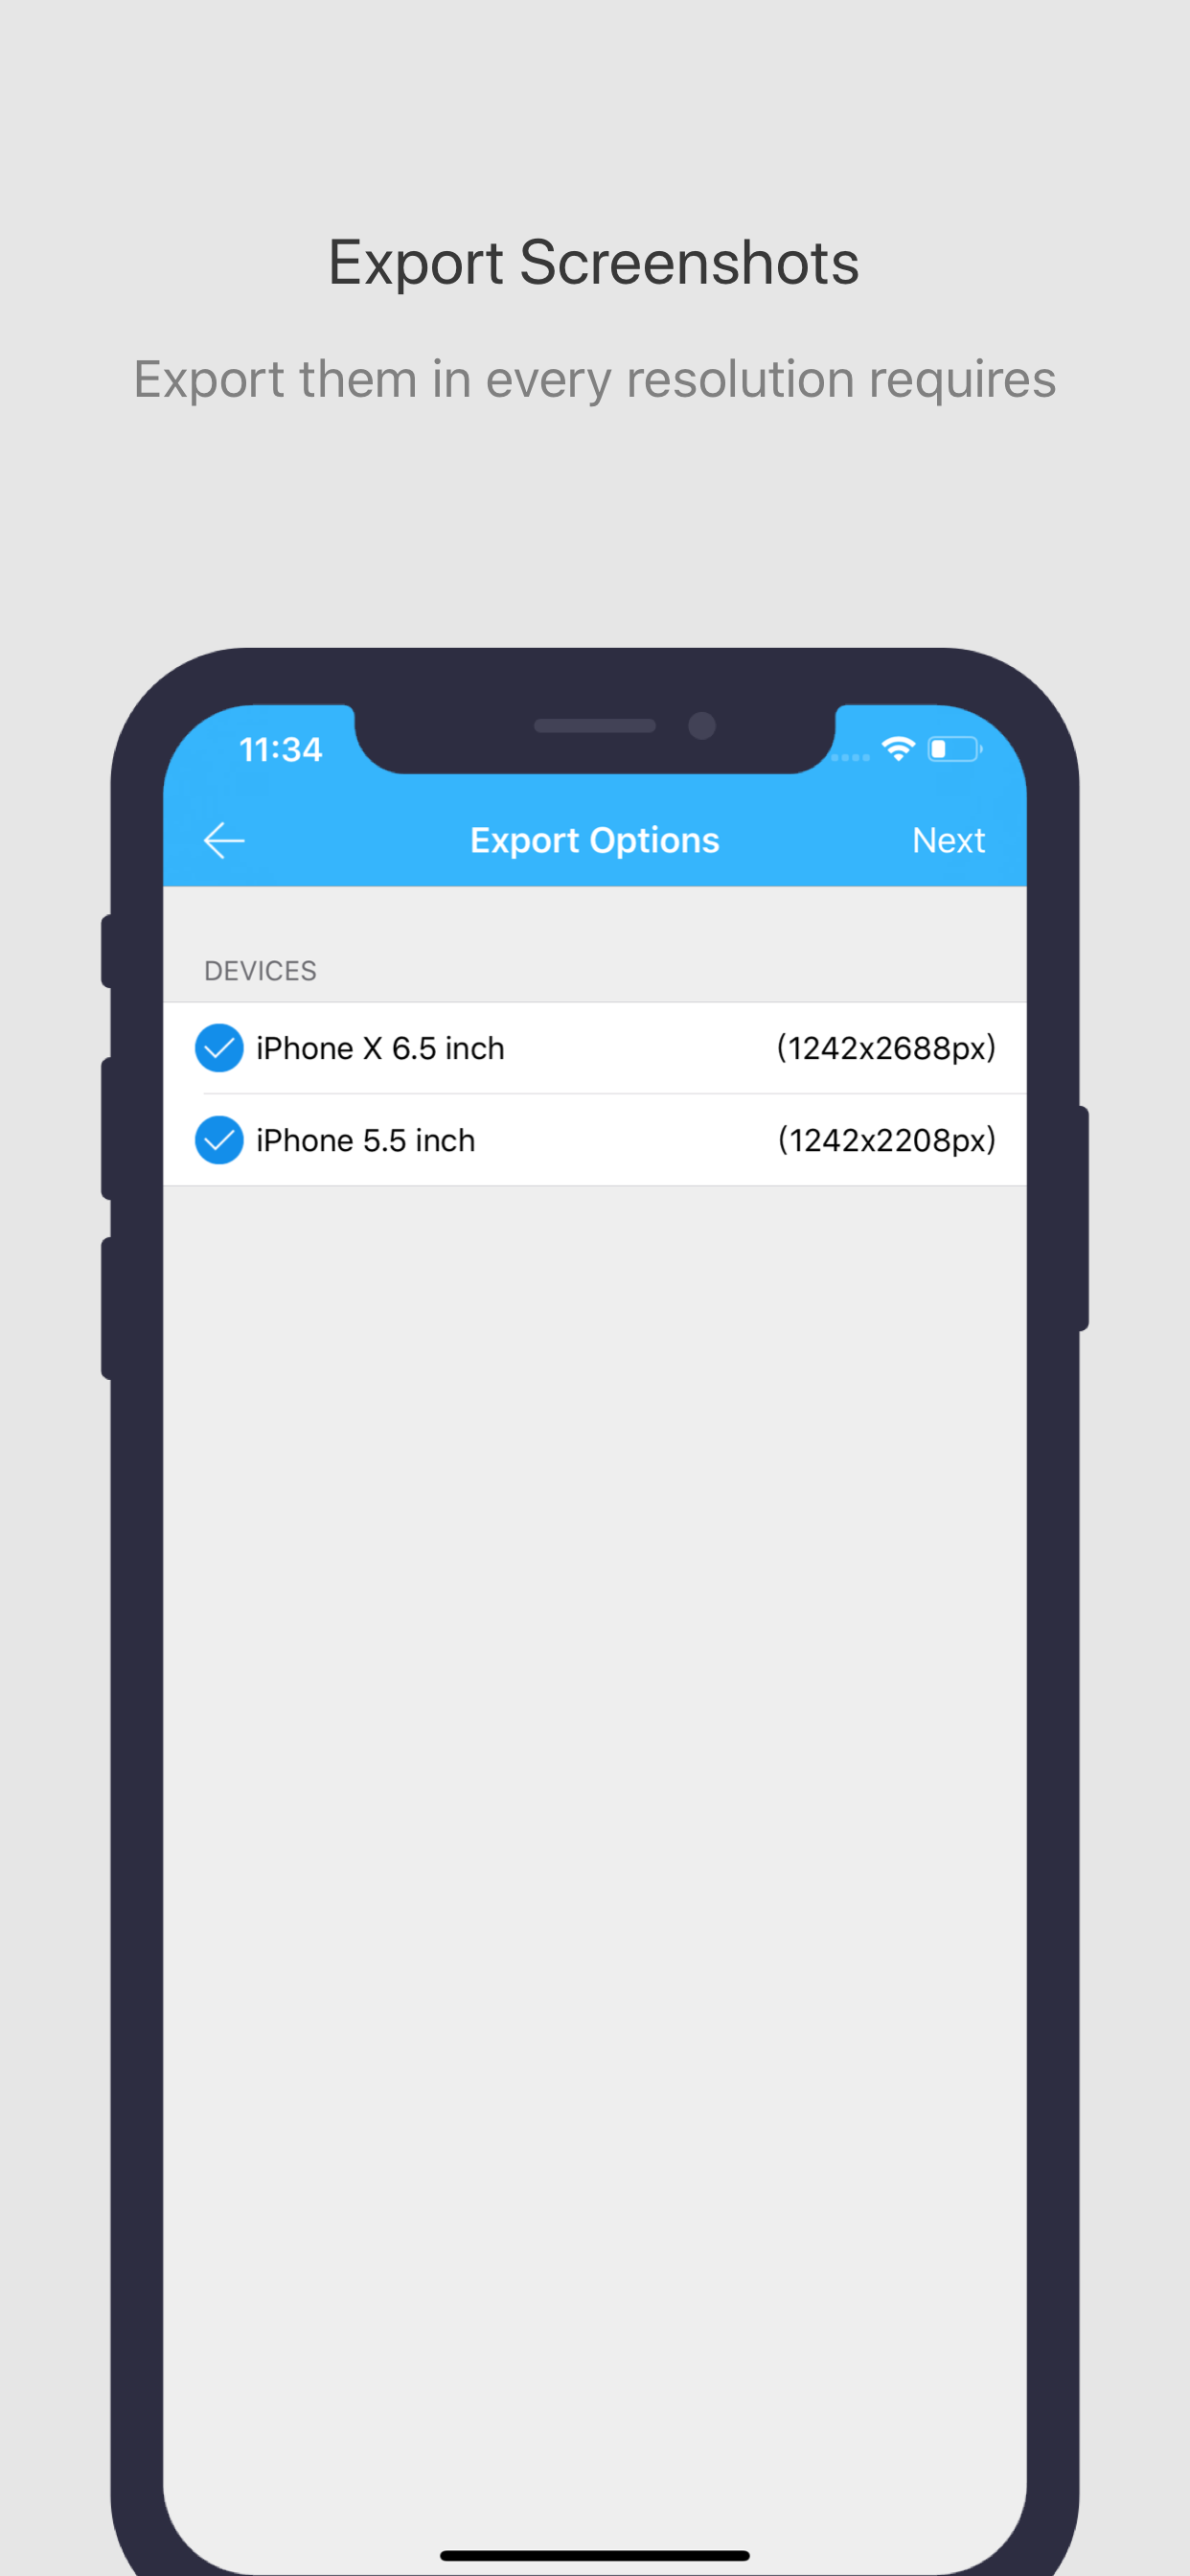 Export Screenshots
Export them in every resolution requires
11:34
Export Options
Next
DEVICES
iPhone X 6.5 inch (1242x2688px)
iPhone 5.5 inch (1242x2208px)